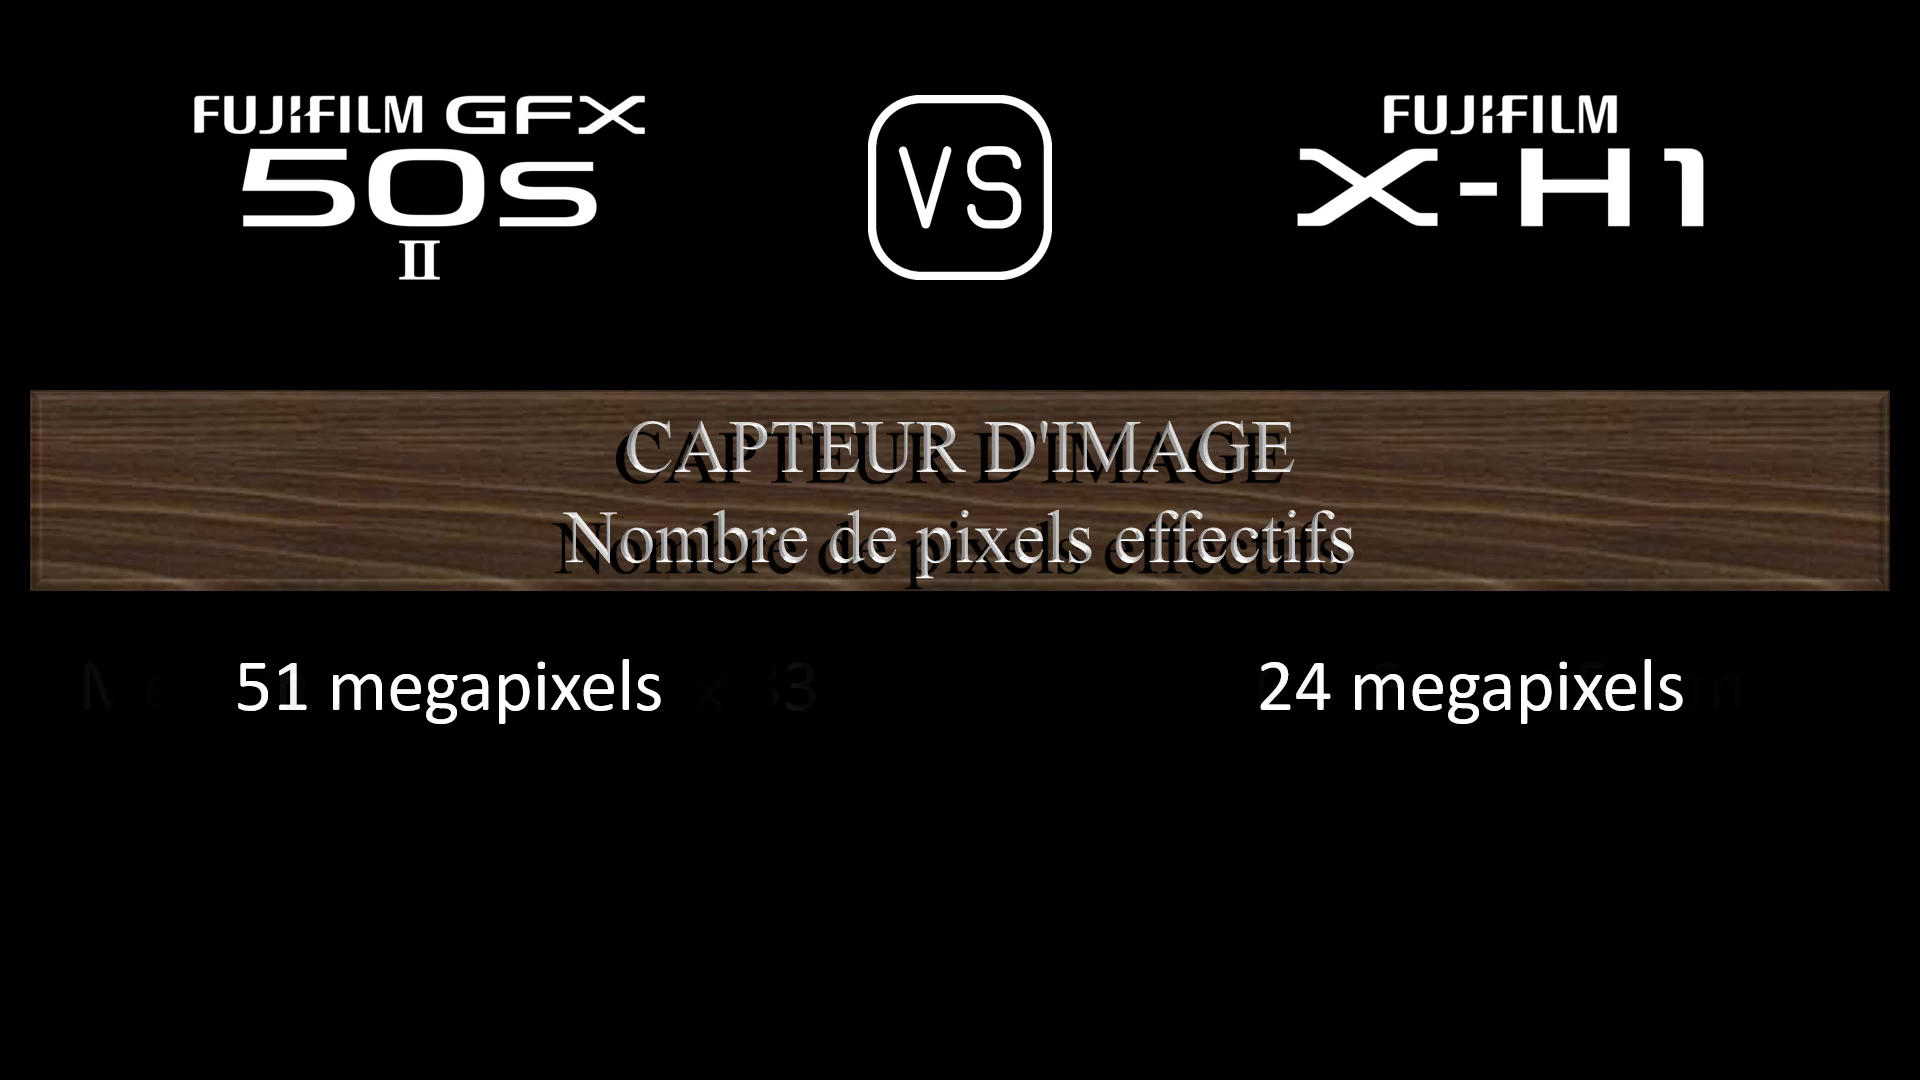 FUJIFILM GFX
50S
II
VS
FUJIFILM
X-H1
CAPTEUR D'IMAGE
Nombre de pixels effectifs
51 megapixels
24 megapixels